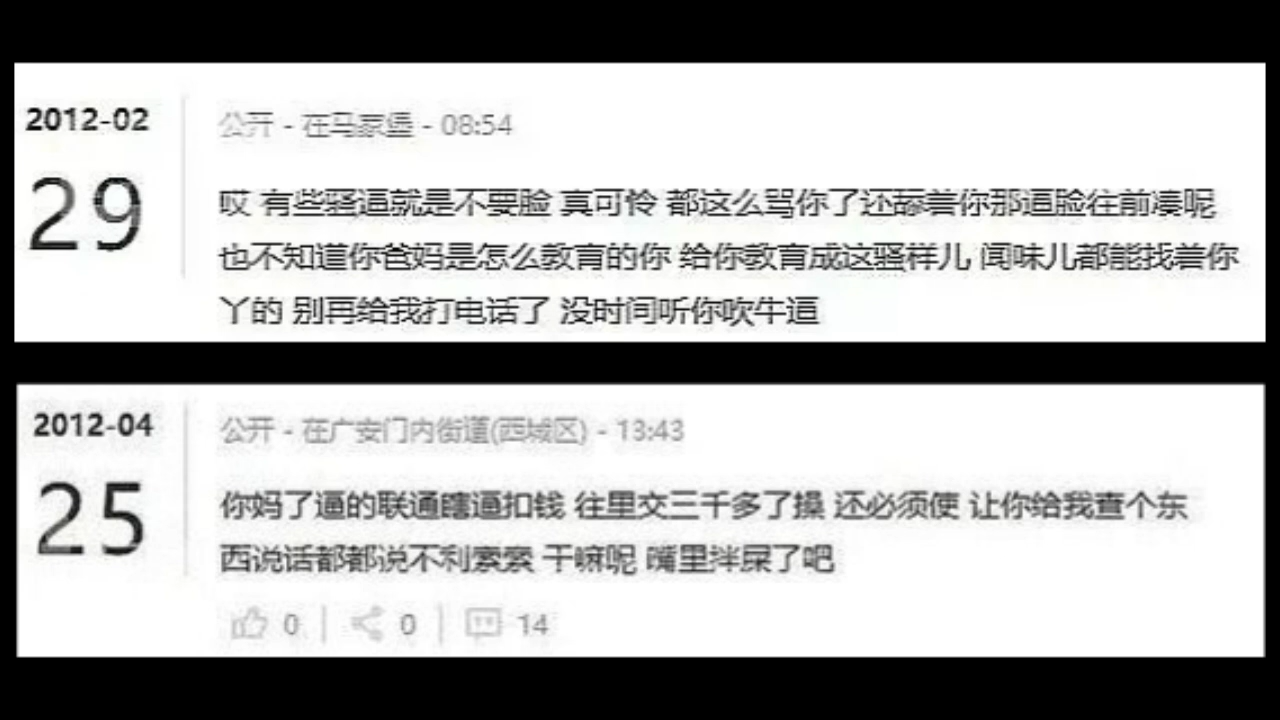 2012-02
29
公开 - 在马家堡 - 08:54
哎 有些骚逼就是不要脸 真可怜 都这么骂你了还舔着你那逼脸往前凑呢
也不知道你爸妈是怎么教育的你 给你教育成这骚样儿 闻味儿都能找着你
丫的 别再给我打电话了 没时间听你吹牛逼
2012-04
25
公开 - 在广安门内街道(西城区) - 13:43
你妈了逼的联通瞎逼扣钱 往里交三千多了操 还必须使 让你给我查个东
西说话都都说不利索索 干嘛呢 嘴里拌屎了吧
0 0 14